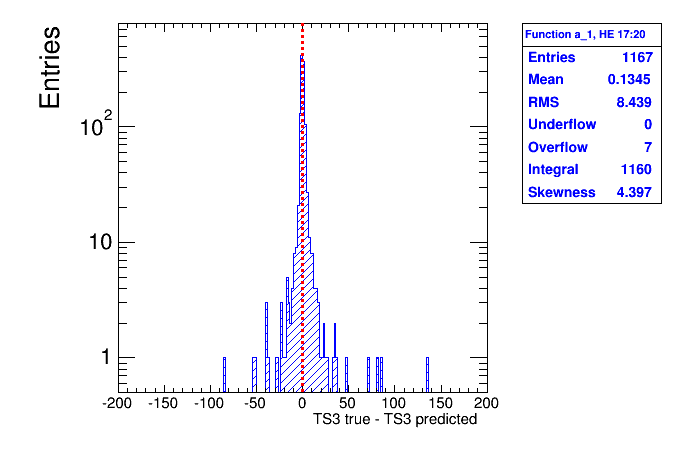 Function a_1, HE 17:20
Entries 1167
Mean 0.1345
RMS 8.439
Underflow 0
Overflow 7
Integral 1160
Skewness 4.397
Entries
10²
10
1
-200 -150 -100 -50 0 50 100 150 200
TS3 true - TS3 predicted